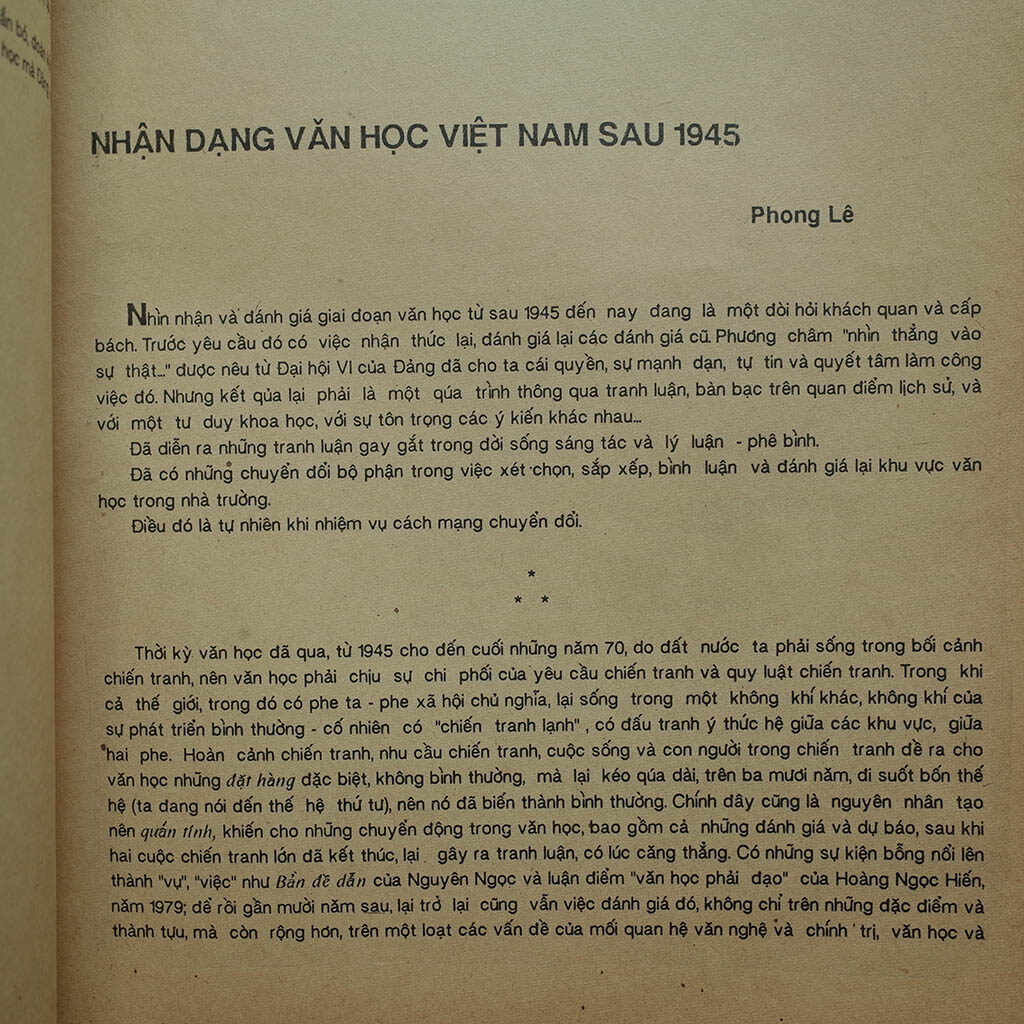 ấn bó, đoàn
học mà Đảng
NHẬN DẠNG VĂN HỌC VIỆT NAM SAU 1945
Phong Lê
Nhìn nhận và đánh giá giai đoạn văn học từ sau 1945 đến nay đang là một đòi hỏi khách quan và cấp
bách. Trước yêu cầu đó có việc nhận thức lại, đánh giá lại các đánh giá cũ. Phương châm "nhìn thẳng vào
sự thật..." được nêu từ Đại hội VI của Đảng đã cho ta cái quyền, sự mạnh dạn, tự tin và quyết tâm làm công
việc đó. Nhưng kết qủa lại phải là một qúa trình thông qua tranh luận, bàn bạc trên quan điểm lịch sử, và
với một tư duy khoa học, với sự tôn trọng các ý kiến khác nhau...
Đã diễn ra những tranh luận gay gắt trong đời sống sáng tác và lý luận - phê bình.
Đã có những chuyển đổi bộ phận trong việc xét chọn, sắp xếp, bình luận và đánh giá lại khu vực văn
học trong nhà trường.
Điều đó là tự nhiên khi nhiệm vụ cách mạng chuyển đổi.
*
* *
Thời kỳ văn học đã qua, từ 1945 cho đến cuối những năm 70, do đất nước ta phải sống trong bối cảnh
chiến tranh, nên văn học phải chịu sự chi phối của yêu cầu chiến tranh và quy luật chiến tranh. Trong khi
cả thế giới, trong đó có phe ta - phe xã hội chủ nghĩa, lại sống trong một không khí khác, không khí của
sự phát triển bình thường - cố nhiên có "chiến tranh lạnh", có đấu tranh ý thức hệ giữa các khu vực, giữa
hai phe. Hoàn cảnh chiến tranh, nhu cầu chiến tranh, cuộc sống và con người trong chiến tranh đề ra cho
văn học những đặt hàng đặc biệt, không bình thường, mà lại kéo qúa dài, trên ba mươi năm, đi suốt bốn thế
hệ (ta đang nói đến thế hệ thứ tư), nên nó đã biến thành bình thường. Chính đây cũng là nguyên nhân tạo
nên quán tính, khiến cho những chuyển động trong văn học, bao gồm cả những đánh giá và dự báo, sau khi
hai cuộc chiến tranh lớn đã kết thúc, lại gây ra tranh luận, có lúc căng thẳng. Có những sự kiện bỗng nổi lên
thành "vụ", "việc" như Bản đề dẫn của Nguyên Ngọc và luận điểm "văn học phải đạo" của Hoàng Ngọc Hiến,
năm 1979; để rồi gần mười năm sau, lại trở lại cũng vẫn việc đánh giá đó, không chỉ trên những đặc điểm và
thành tựu, mà còn rộng hơn, trên một loạt các vấn đề của mối quan hệ văn nghệ và chính trị, văn học và